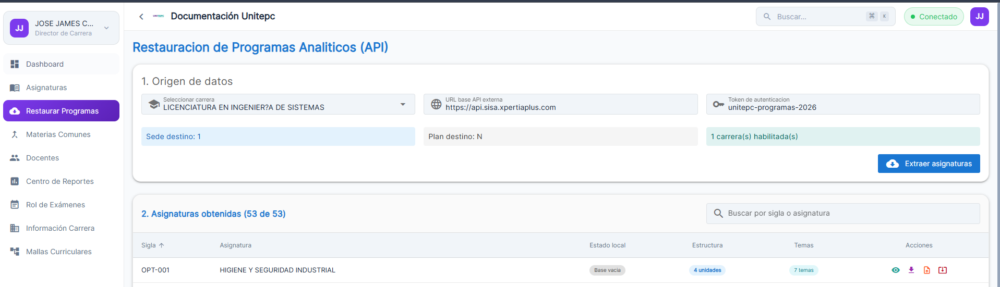 JJ
JOSE JAMES C...
Director de Carrera
Dashboard
Asignaturas
Restaurar Programas
Materias Comunes
Docentes
Centro de Reportes
Rol de Exámenes
Información Carrera
Mallas Curriculares
UNITEPC
Documentación Unitepc
Buscar...
⌘ K
Conectado
JJ
Restauracion de Programas Analiticos (API)
1. Origen de datos
Seleccionar carrera
LICENCIATURA EN INGENIER?A DE SISTEMAS
URL base API externa
https://api.sisa.xpertiaplus.com
Token de autenticacion
unitepc-programas-2026
Sede destino: 1
Plan destino: N
1 carrera(s) habilitada(s)
Extraer asignaturas
2. Asignaturas obtenidas (53 de 53)
Buscar por sigla o asignatura
Sigla Asignatura Estado local Estructura Temas Acciones
OPT-001 HIGIENE Y SEGURIDAD INDUSTRIAL Base vacia 4 unidades 7 temas